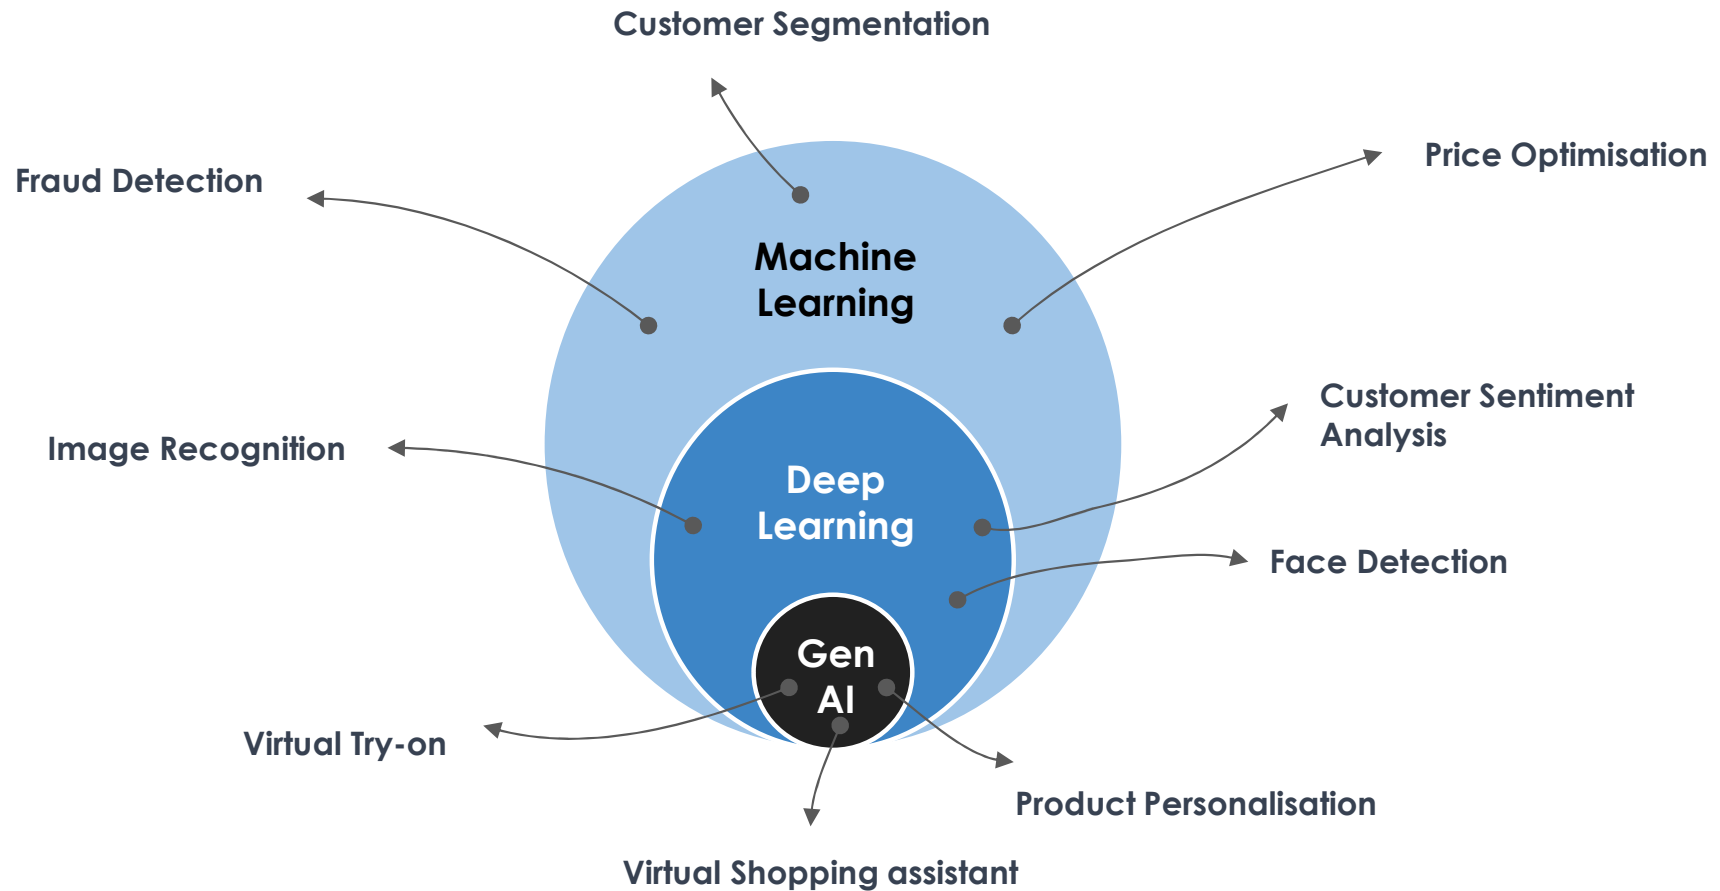 Customer Segmentation
Price Optimisation
Fraud Detection
Machine
Learning
Customer Sentiment
Analysis
Image Recognition
Deep
Learning
Face Detection
Gen
AI
Virtual Try-on
Product Personalisation
Virtual Shopping assistant